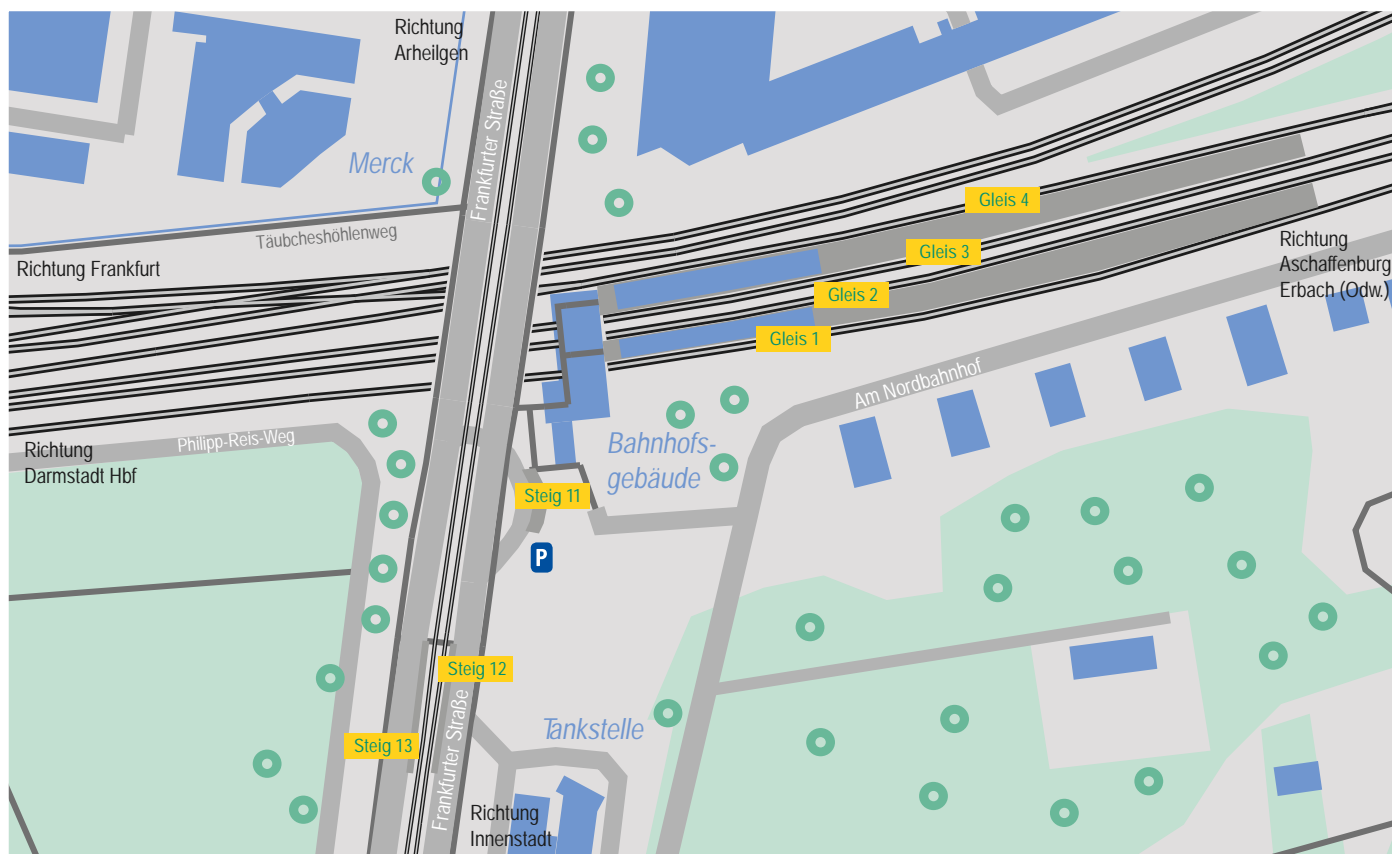 Richtung
Arheilgen
Frankfurter Straße
Merck
Täubcheshöhlenweg
Gleis 4
Richtung Frankfurt
Gleis 3
Richtung
Aschaffenburg
Erbach (Odw.)
Gleis 2
Gleis 1
Am Nordbahnhof
Philipp-Reis-Weg
Richtung
Darmstadt Hbf
Bahnhofs-
gebäude
Steig 11
P
Steig 12
Frankfurter Straße
Tankstelle
Steig 13
Richtung
Innenstadt